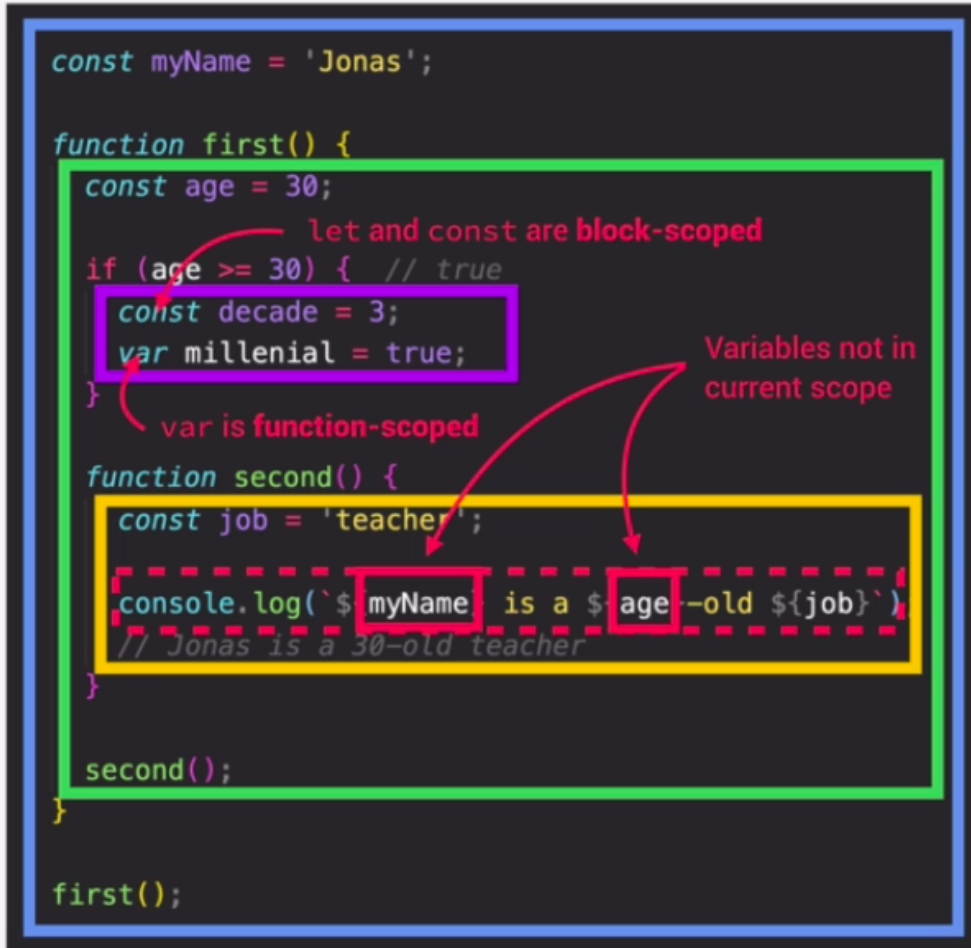 const myName = 'Jonas';
function first() {
const age = 30;
let and const are block-scoped
if (age >= 30) { // true
const decade = 3;
var millenial = true;
Variables not in
current scope
}
var is function-scoped
function second() {
const job = 'teacher';
console.log(`${myName} is a ${age}-old ${job}`)
// Jonas is a 30-old teacher
}
second();
}
first();